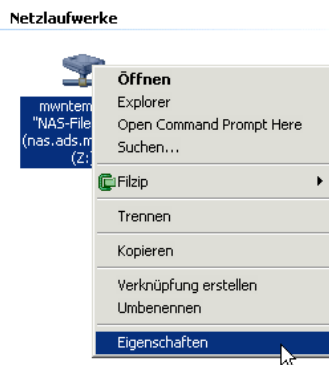 Netzlaufwerke
mwntem
"NAS-File
(nas.ads.m
(Z:)
Öffnen
Explorer
Open Command Prompt Here
Suchen...
Filzip
Trennen
Kopieren
Verknüpfung erstellen
Umbenennen
Eigenschaften